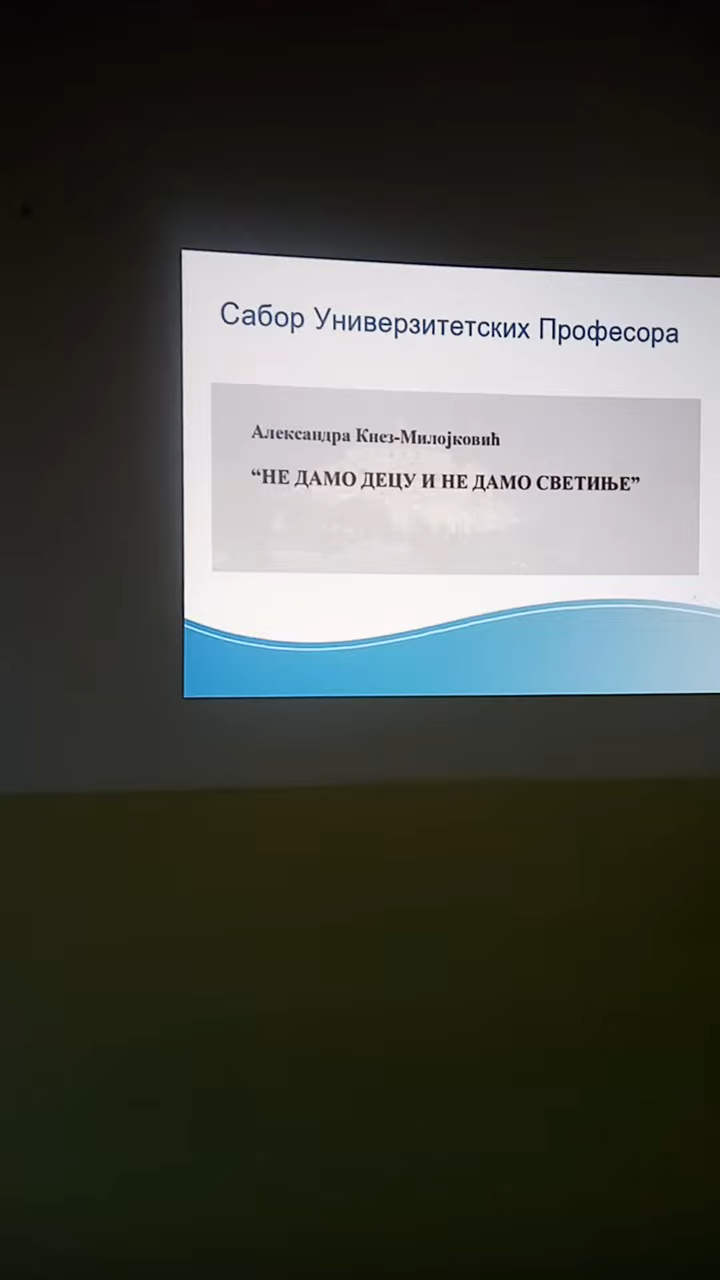 Сабор Универзитетских Професора
Александра Кнез-Милојковић
“НЕ ДАМО ДЕЦУ И НЕ ДАМО СВЕТИЊЕ”